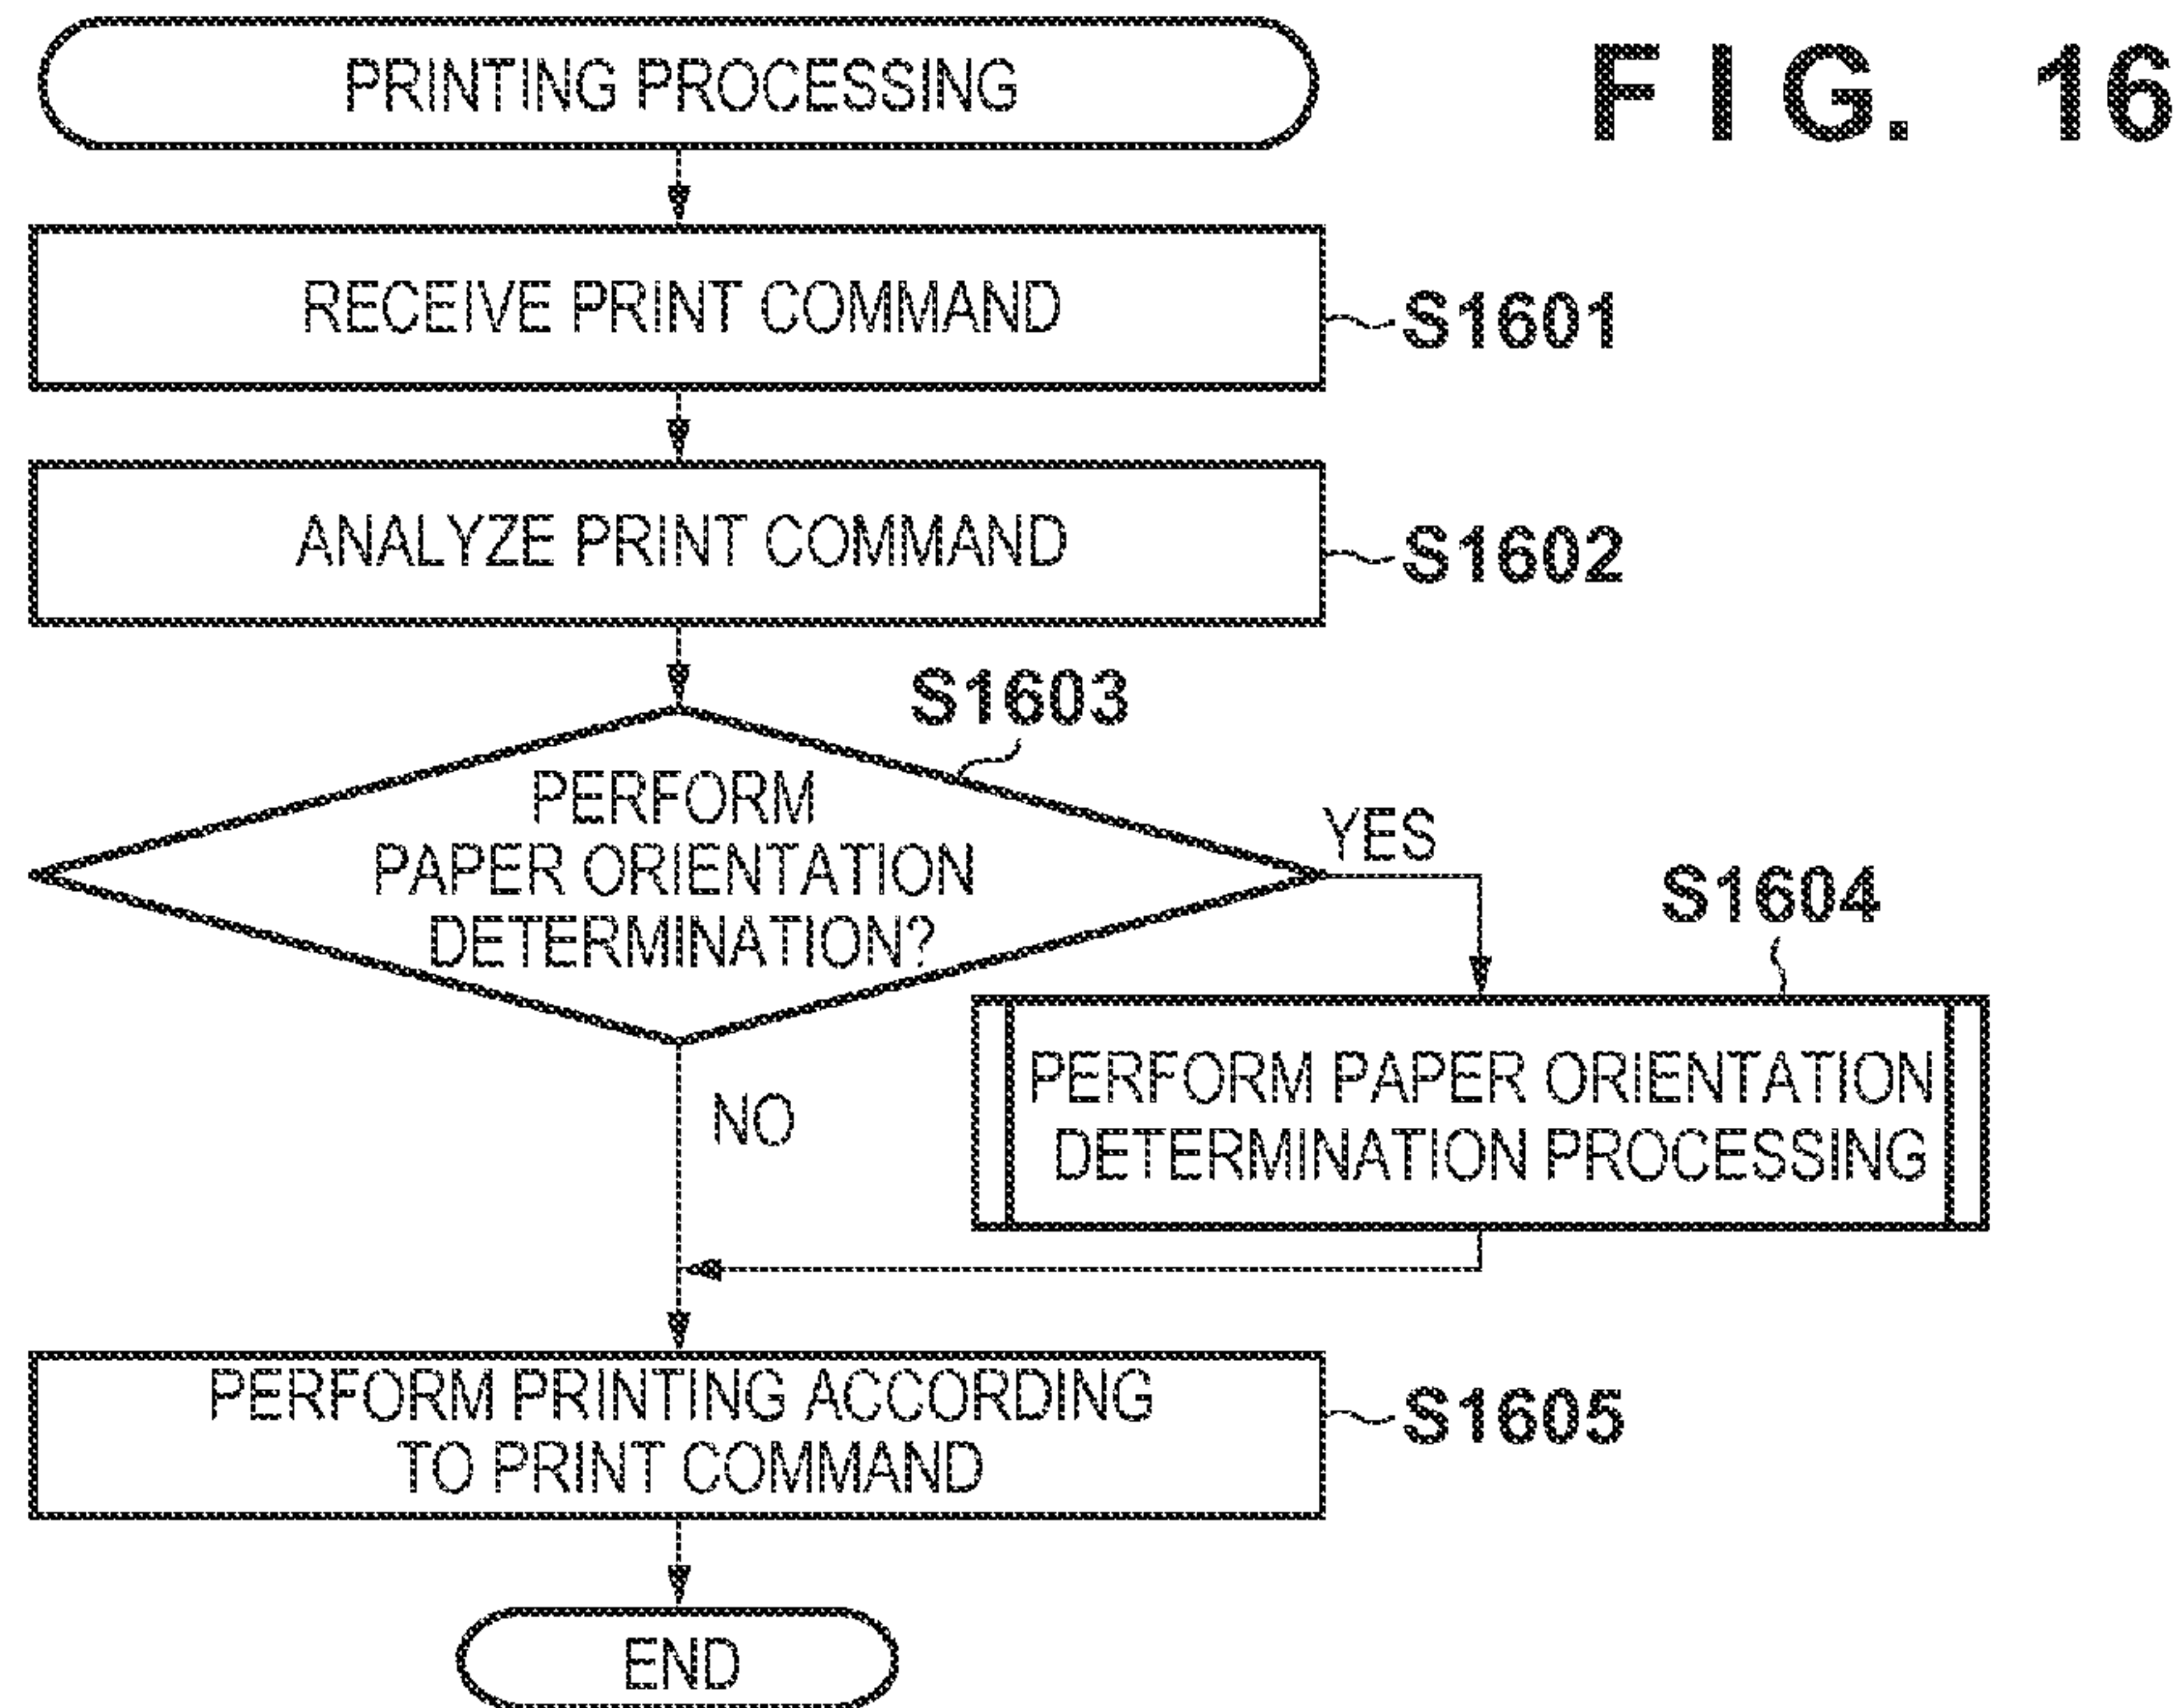 FIG. 16
PRINTING PROCESSING
RECEIVE PRINT COMMAND
S1601
ANALYZE PRINT COMMAND
S1602
S1603
PERFORM
PAPER ORIENTATION
DETERMINATION?
YES
NO
S1604
PERFORM PAPER ORIENTATION
DETERMINATION PROCESSING
PERFORM PRINTING ACCORDING
TO PRINT COMMAND
S1605
END